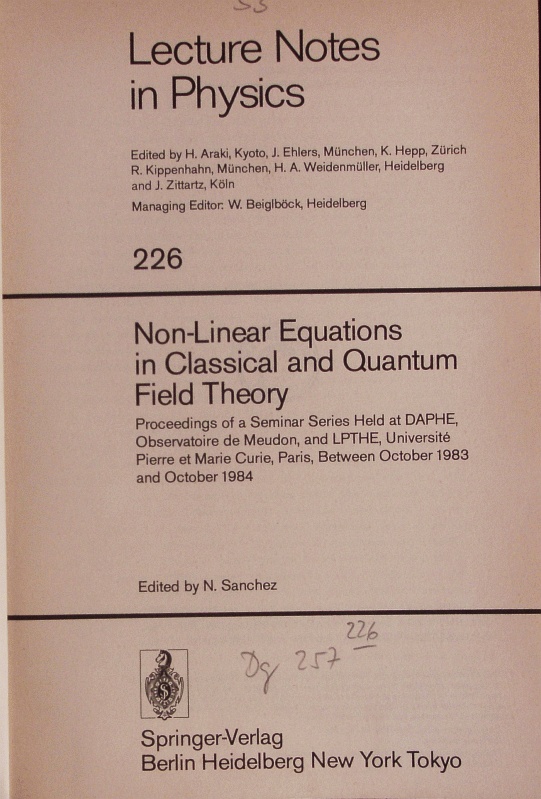 Lecture Notes
in Physics
Edited by H. Araki, Kyoto, J. Ehlers, München, K. Hepp, Zürich
R. Kippenhahn, München, H. A. Weidenmüller, Heidelberg
and J. Zittartz, Köln
Managing Editor: W. Beiglböck, Heidelberg
226
Non-Linear Equations
in Classical and Quantum
Field Theory
Proceedings of a Seminar Series Held at DAPHE,
Observatoire de Meudon, and LPTHE, Université
Pierre et Marie Curie, Paris, Between October 1983
and October 1984
Edited by N. Sanchez
226
Dg 257
Springer-Verlag
Berlin Heidelberg New York Tokyo